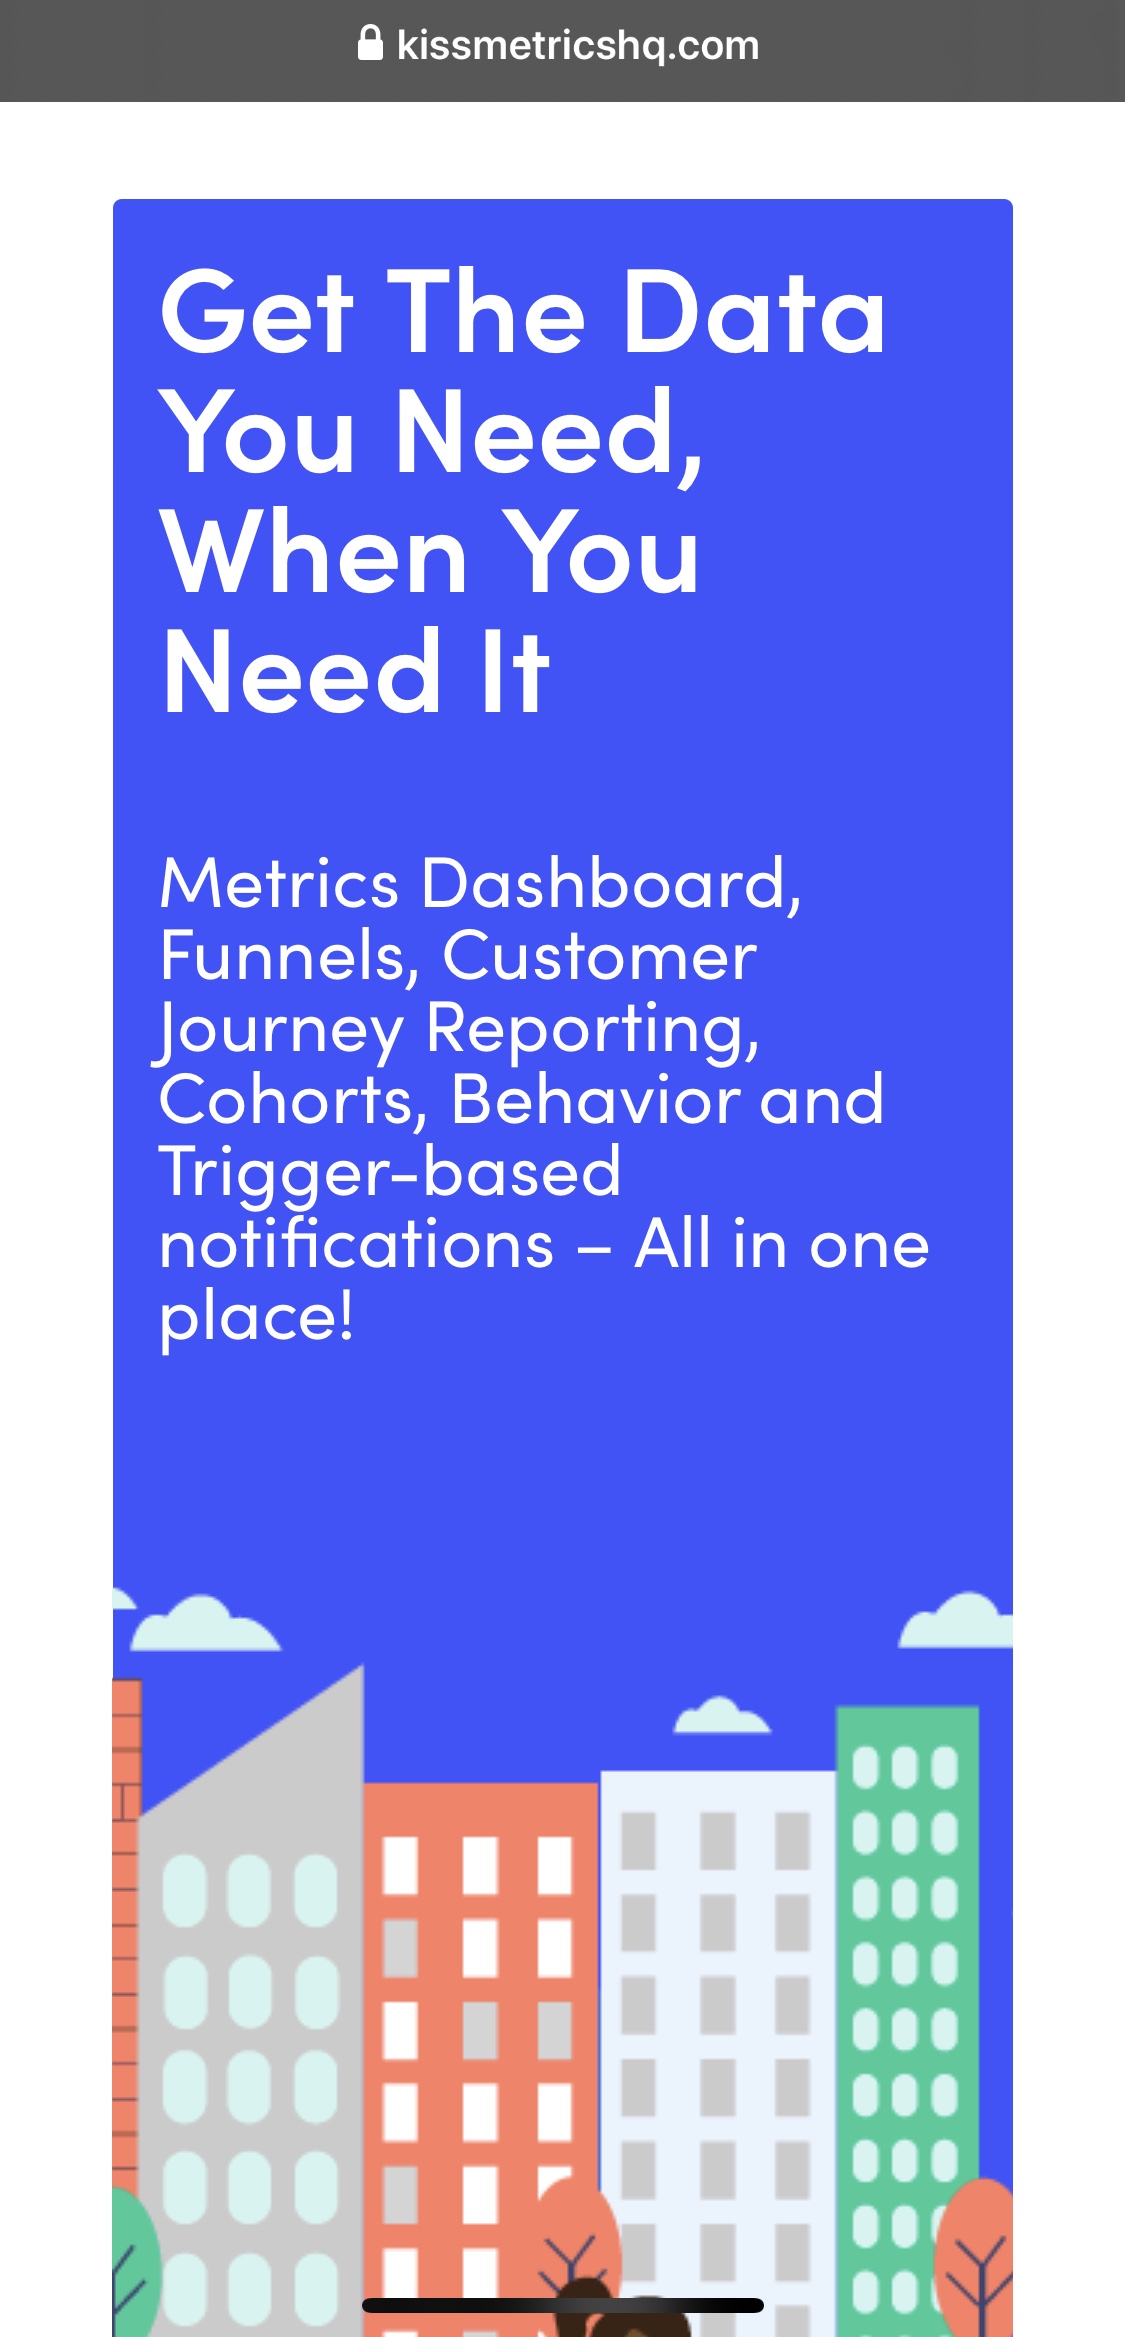 kissmetricshq.com
Get The Data
You Need,
When You
Need It
Metrics Dashboard,
Funnels, Customer
Journey Reporting,
Cohorts, Behavior and
Trigger-based
notifications – All in one
place!